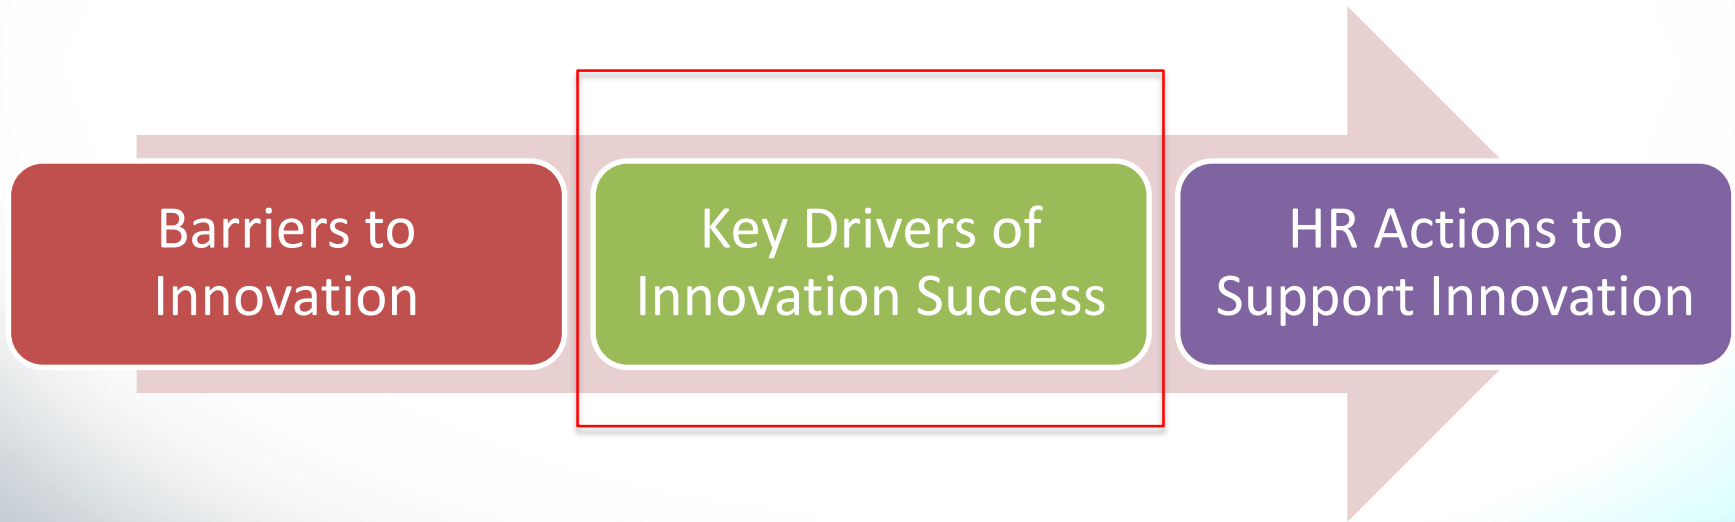 Barriers to
Innovation
Key Drivers of
Innovation Success
HR Actions to
Support Innovation